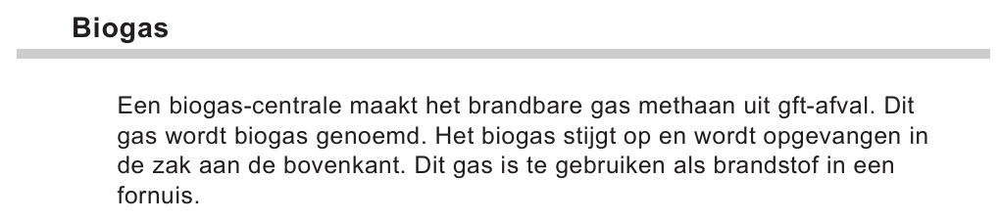 Biogas
Een biogas-centrale maakt het brandbare gas methaan uit gft-afval. Dit
gas wordt biogas genoemd. Het biogas stijgt op en wordt opgevangen in
de zak aan de bovenkant. Dit gas is te gebruiken als brandstof in een
fornuis.